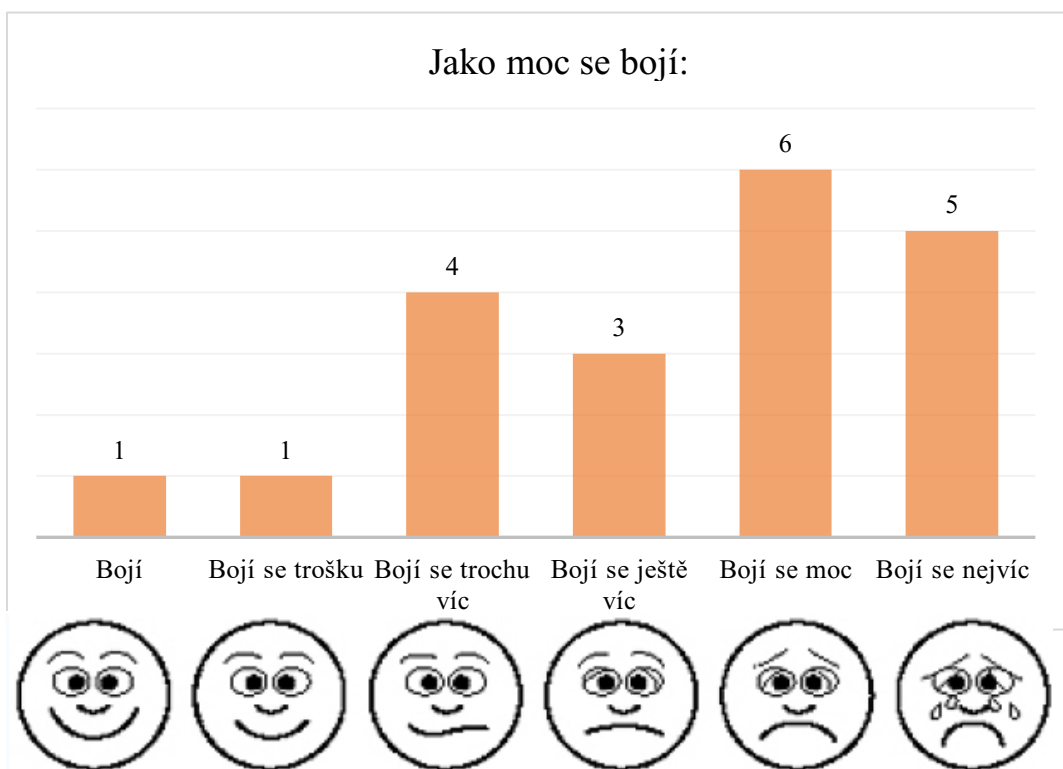 Jako moc se bojí:
6
5
4
3
1
1
Bojí
Bojí se trošku
Bojí se trochu
víc
Bojí se ještě
víc
Bojí se moc
Bojí se nejvíc